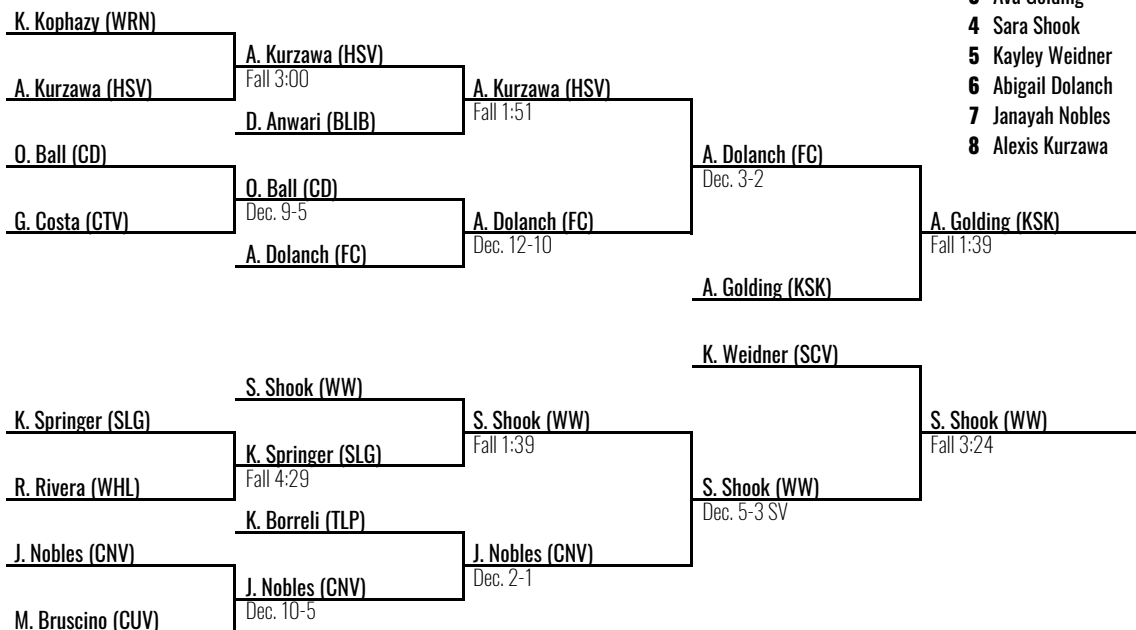 3 Ava Golding
4 Sara Shook
5 Kayley Weidner
6 Abigail Dolanch
7 Janayah Nobles
8 Alexis Kurzawa
K. Kophazy (WRN)
A. Kurzawa (HSV)
O. Ball (CD)
G. Costa (CTV)
K. Springer (SLG)
R. Rivera (WHL)
J. Nobles (CNV)
M. Bruscino (CUV)
A. Kurzawa (HSV)
Fall 3:00
D. Anwari (BLIB)
O. Ball (CD)
Dec. 9-5
A. Dolanch (FC)
S. Shook (WW)
K. Springer (SLG)
Fall 4:29
K. Borreli (TLP)
J. Nobles (CNV)
Dec. 10-5
A. Kurzawa (HSV)
Fall 1:51
A. Dolanch (FC)
Dec. 12-10
S. Shook (WW)
Fall 1:39
J. Nobles (CNV)
Dec. 2-1
A. Dolanch (FC)
Dec. 3-2
A. Golding (KSK)
K. Weidner (SCV)
S. Shook (WW)
Dec. 5-3 SV
A. Golding (KSK)
Fall 1:39
S. Shook (WW)
Fall 3:24